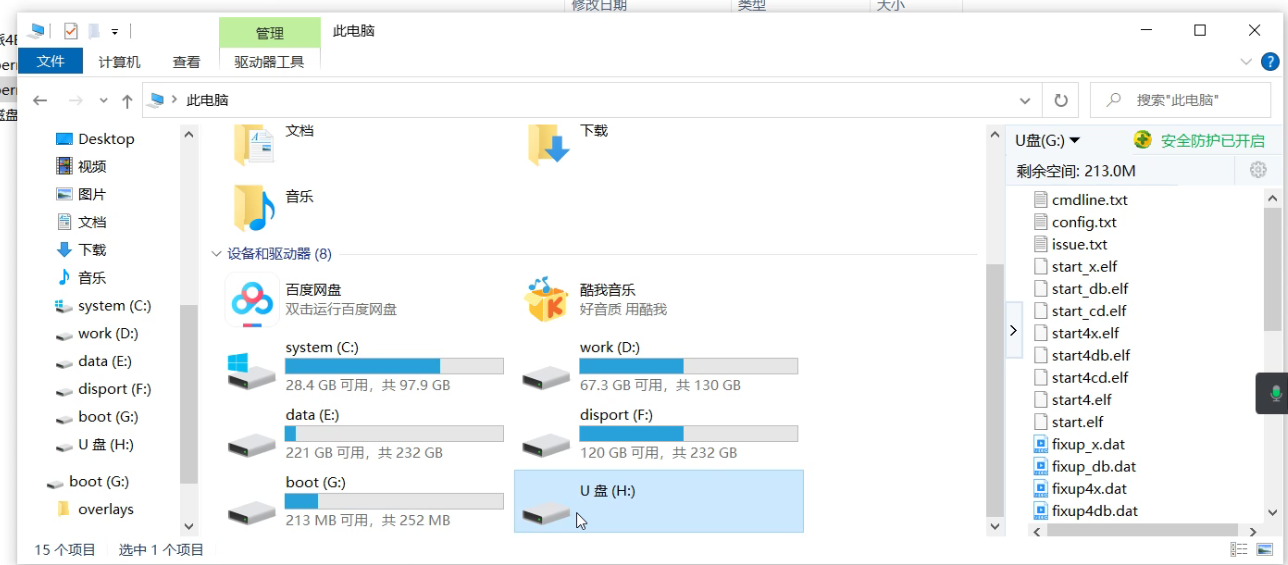 修改日期 类型 大小
管理 此电脑
文件 计算机 查看 驱动器工具
此电脑 搜索"此电脑"
Desktop
视频
图片
文档
下载
音乐
system (C:)
work (D:)
data (E:)
disport (F:)
boot (G:)
U 盘 (H:)
boot (G:)
overlays
文档
下载
音乐
设备和驱动器 (8)
百度网盘
双击运行百度网盘
酷我音乐
好音质 用酷我
system (C:)
28.4 GB 可用，共 97.9 GB
work (D:)
67.3 GB 可用，共 130 GB
data (E:)
221 GB 可用，共 232 GB
disport (F:)
120 GB 可用，共 232 GB
boot (G:)
213 MB 可用，共 252 MB
U 盘 (H:)
U盘(G:) 安全防护已开启
剩余空间: 213.0M
cmdline.txt
config.txt
issue.txt
start_x.elf
start_db.elf
start_cd.elf
start4x.elf
start4db.elf
start4cd.elf
start4.elf
start.elf
fixup_x.dat
fixup_db.dat
fixup4x.dat
fixup4db.dat
15 个项目 选中 1 个项目